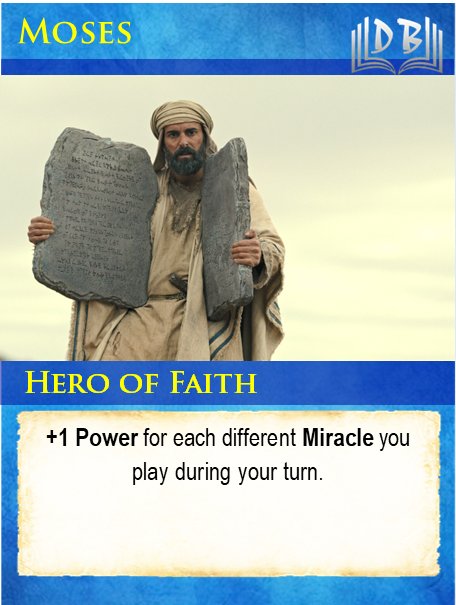 Moses
DB
Hero of Faith
+1 Power for each different Miracle you
play during your turn.